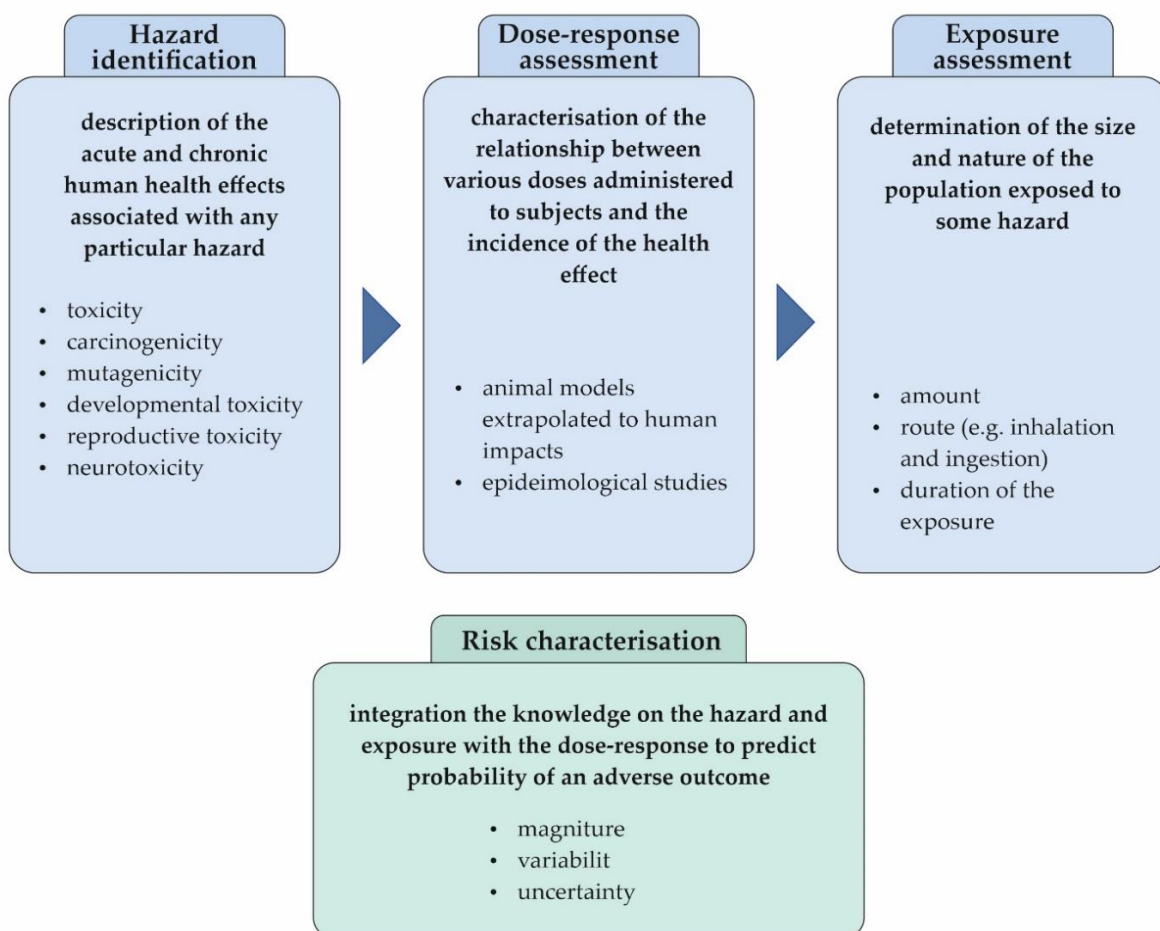 Hazard
identification
description of the
acute and chronic
human health effects
associated with any
particular hazard
• toxicity
• carcinogenicity
• mutagenicity
• developmental toxicity
• reproductive toxicity
• neurotoxicity
Dose-response
assessment
characterisation of the
relationship between
various doses administered
to subjects and the
incidence of the health
effect
• animal models
extrapolated to human
impacts
• epideimological studies
Exposure
assessment
determination of the size
and nature of the
population exposed to
some hazard
• amount
• route (e.g. inhalation
and ingestion)
• duration of the
exposure
Risk characterisation
integration the knowledge on the hazard and
exposure with the dose-response to predict
probability of an adverse outcome
• magniture
• variabilit
• uncertainty